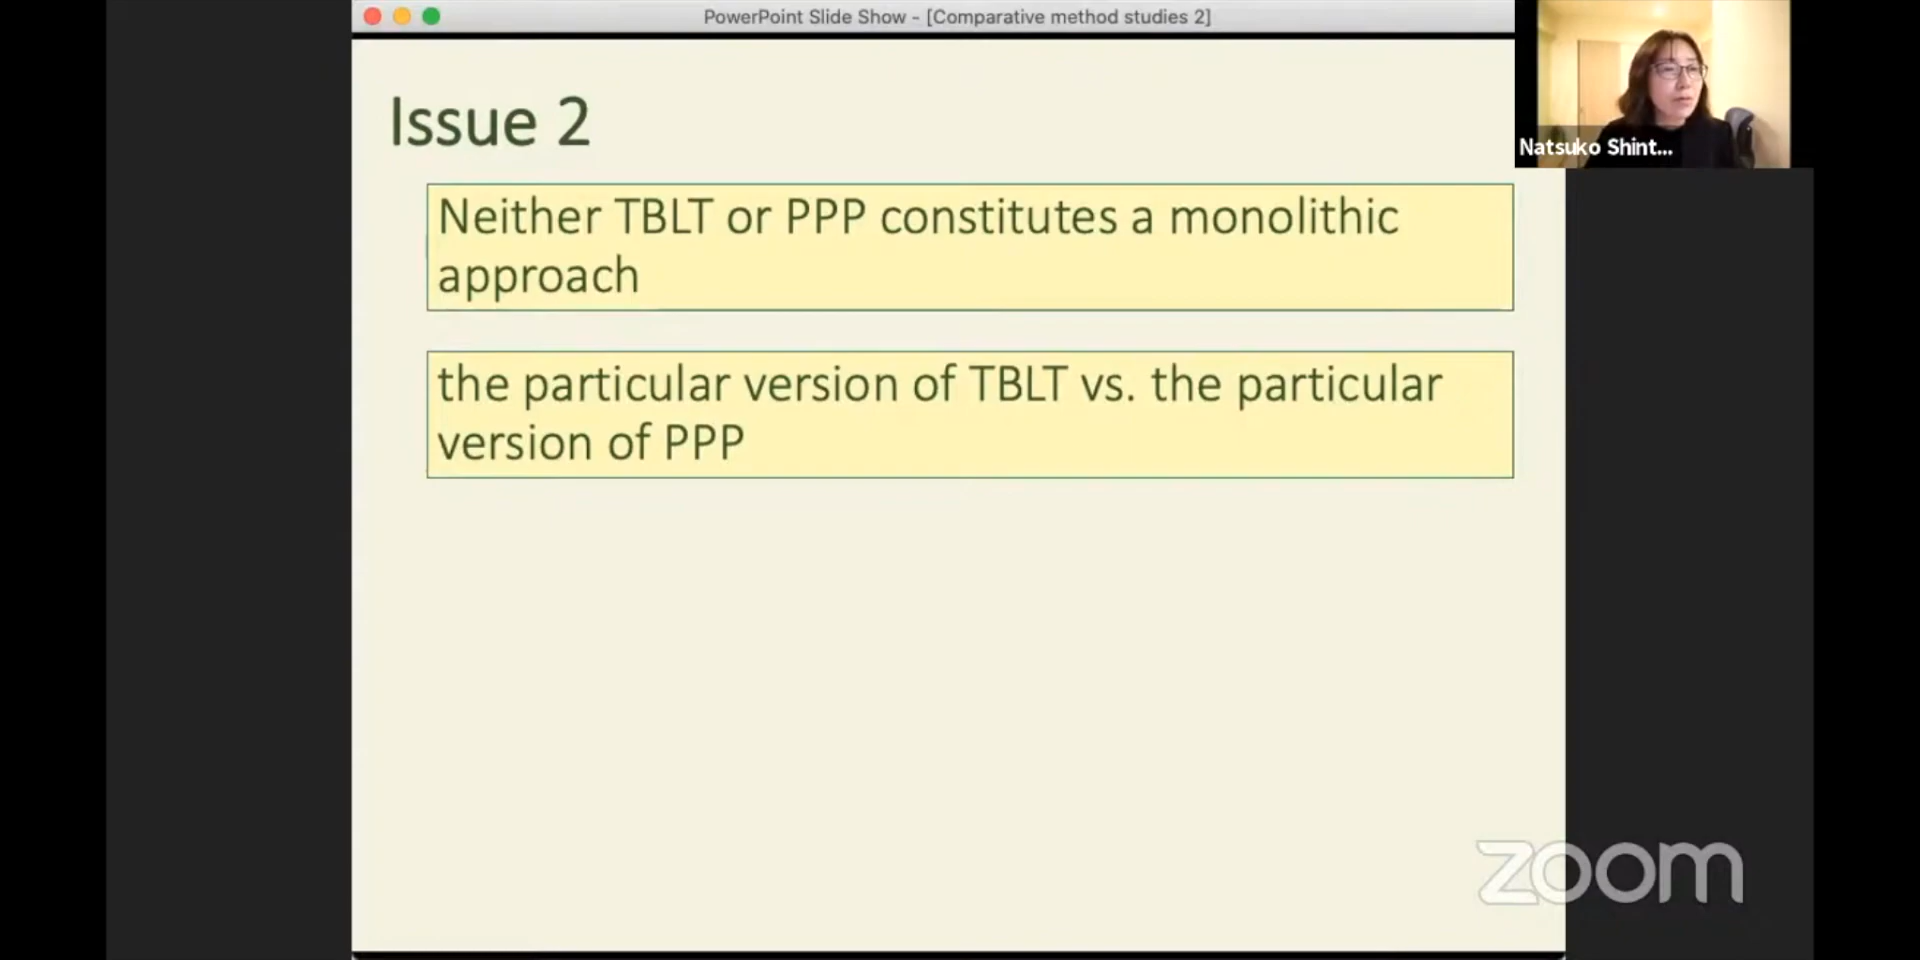 PowerPoint Slide Show - [Comparative method studies 2]
Natsuko Shint...
Issue 2
Neither TBLT or PPP constitutes a monolithic
approach
the particular version of TBLT vs. the particular
version of PPP
zoom